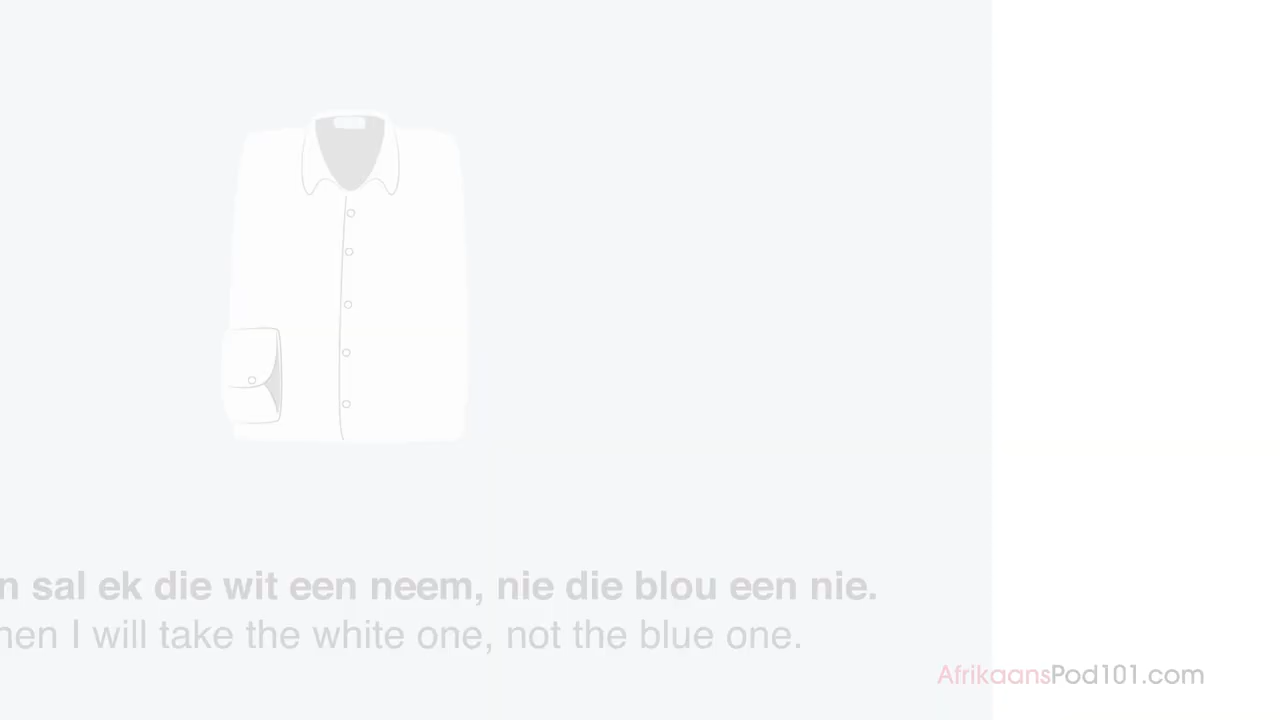 sal ek die wit een neem, nie die blou een nie.
I will take the white one, not the blue one.
AfrikaansPod101.com